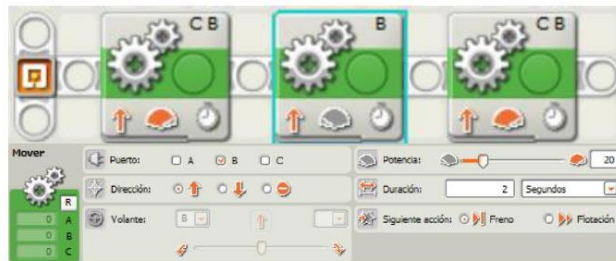 C B
B
C B
Mover
Puerto: A B C
Potencia: 20
Dirección:
Duración: 2 Segundos
Volante: B
Siguiente acción: Freno Flotación
R
0 A
0 B
0 C